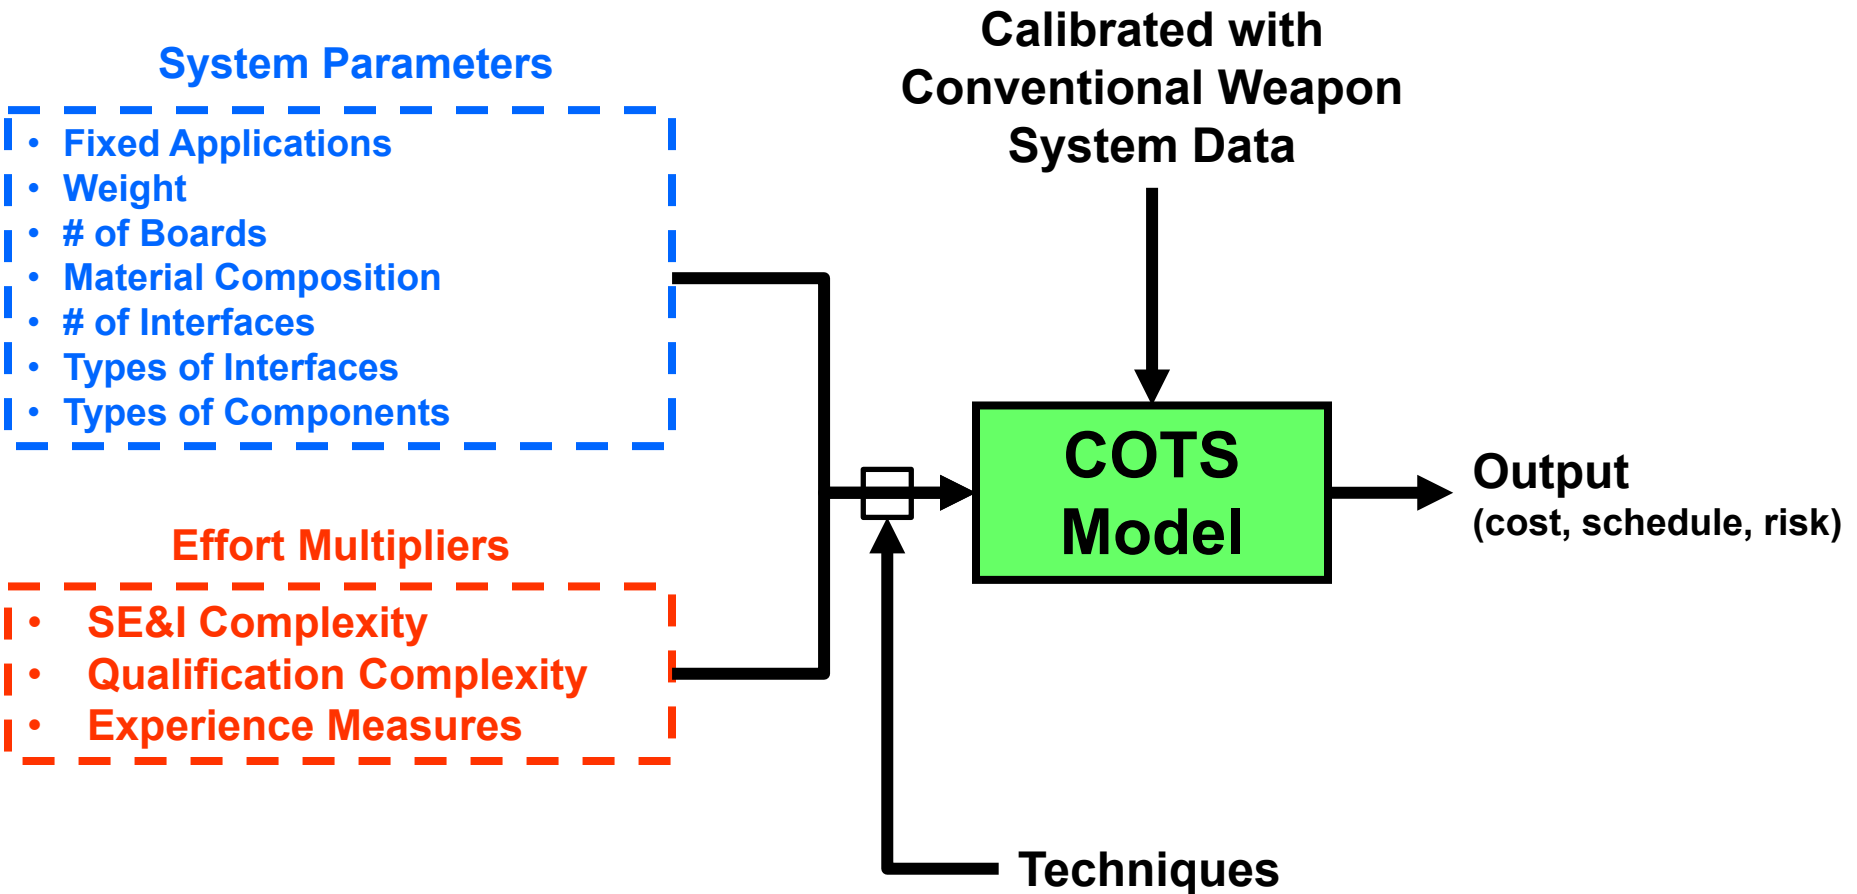 System Parameters
• Fixed Applications
• Weight
• # of Boards
• Material Composition
• # of Interfaces
• Types of Interfaces
• Types of Components
Effort Multipliers
• SE&I Complexity
• Qualification Complexity
• Experience Measures
Calibrated with
Conventional Weapon
System Data
COTS
Model
Output
(cost, schedule, risk)
Techniques